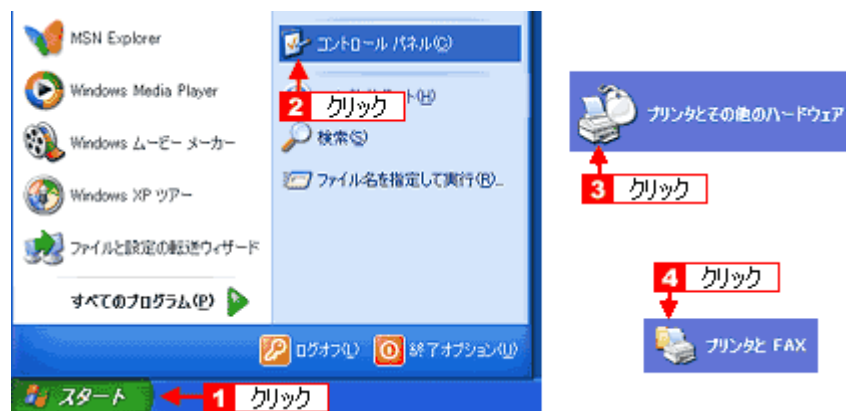 MSN Explorer
Windows Media Player
Windows ムービー メーカー
Windows XP ツアー
ファイルと設定の転送ウィザード
すべてのプログラム(P)
コントロール パネル(C)
2 クリック
ト(H)
検索(S)
ファイル名を指定して実行(R)...
ログオフ(L)
終了オプション(U)
スタート
1 クリック
プリンタとその他のハードウェア
3 クリック
4 クリック
プリンタと FAX